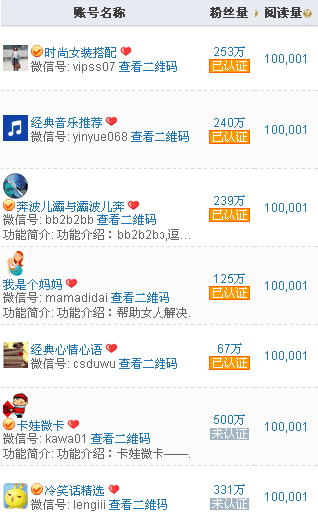 账号名称 粉丝量 阅读量
时尚女装搭配 253万
微信号: vipss07 查看二维码 已认证 100,001
经典音乐推荐 240万
微信号: yinyue068 查看二维码 已认证 100,001
奔波儿灞与灞波儿奔 239万
微信号: bb2b2bb 查看二维码 已认证 100,001
功能简介: 功能介绍：bb2b2bɔ,逗...
我是个妈妈 125万
微信号: mamadidai 查看二维码 已认证 100,001
功能简介: 功能介绍：帮助女人解决.
经典心情心语 67万
微信号: csduwu 查看二维码 已认证 100,001
卡娃微卡 500万
微信号: kawa01 查看二维码 未认证 100,001
功能简介: 功能介绍：卡娃微卡——.
冷笑话精选 331万
微信号: lengiii 查看二维码 未认证 100,001